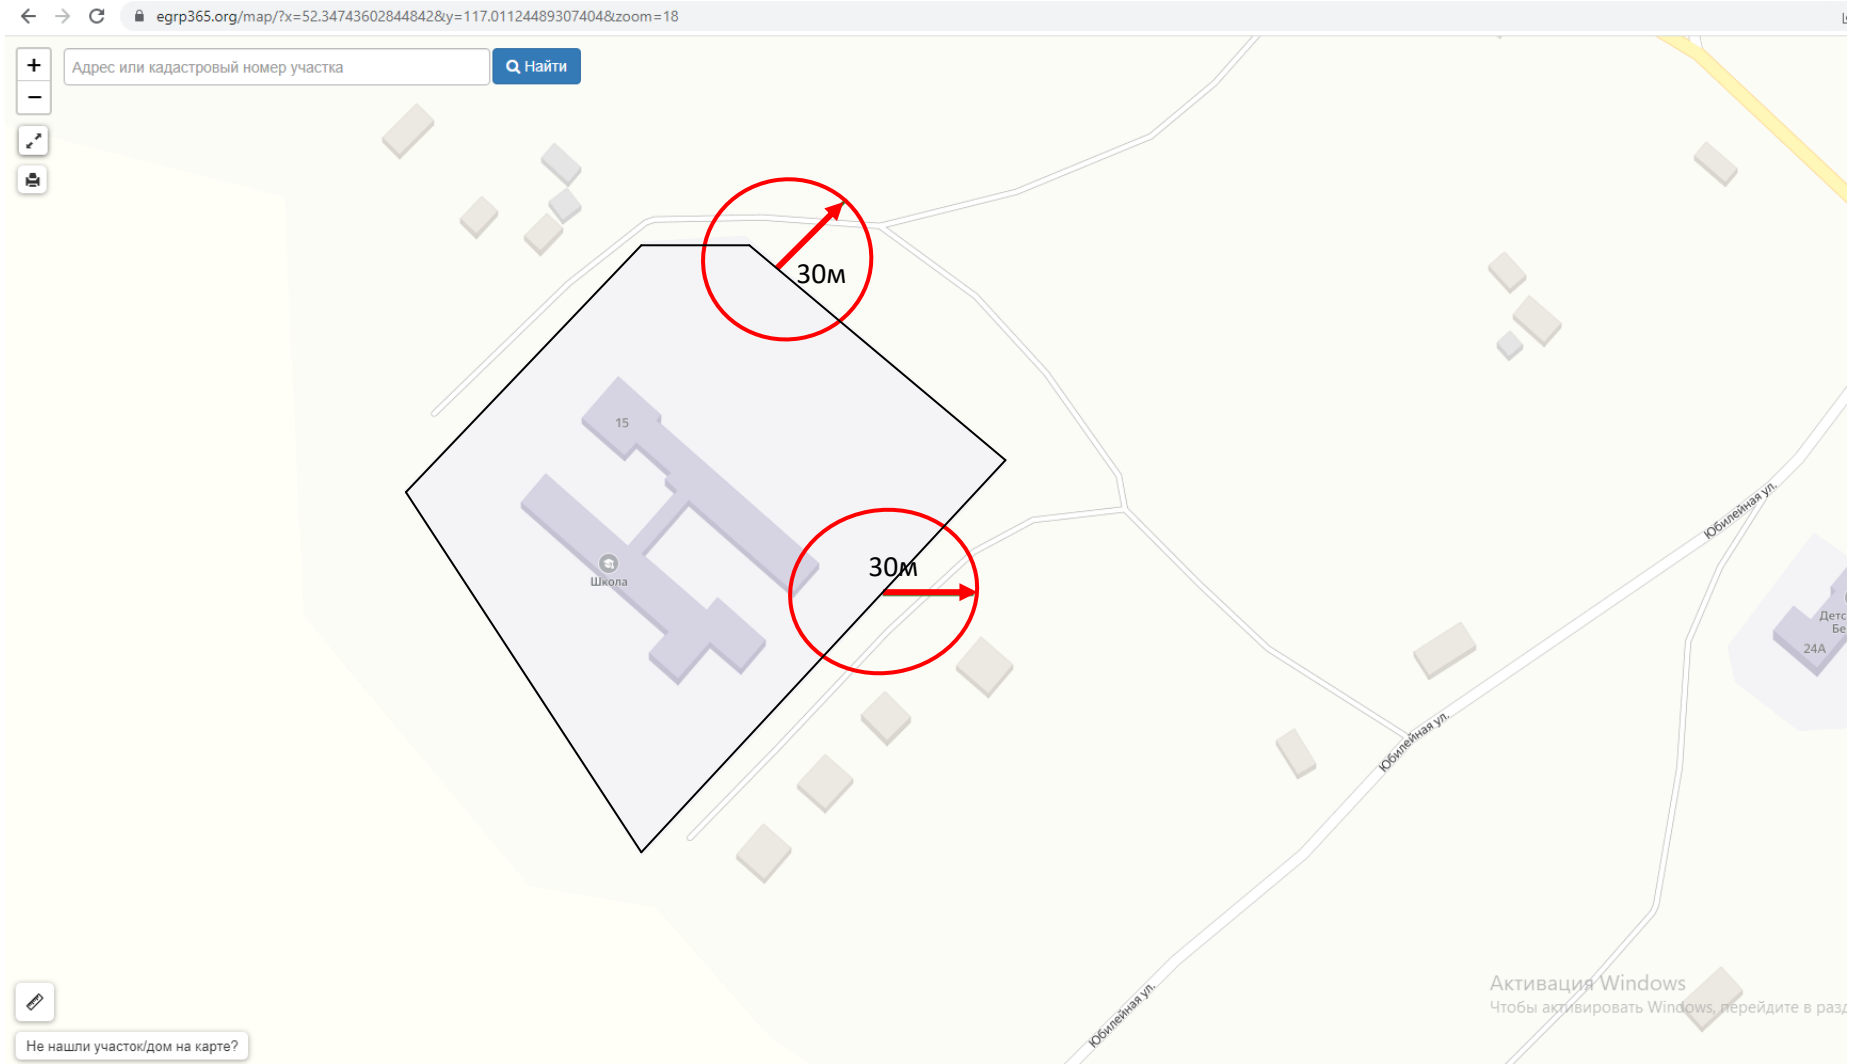 egrp365.org/map/?x=52.34743602844842&y=117.01124489307404&zoom=18
+
Адрес или кадастровый номер участка
Найти
−
30м
15
Юбилейная ул.
30м
Школа
Детс
Бе
24А
Юбилейная ул.
Активация Windows
Чтобы активировать Windows, перейдите в разд
Юбилейная ул.
Не нашли участок/дом на карте?